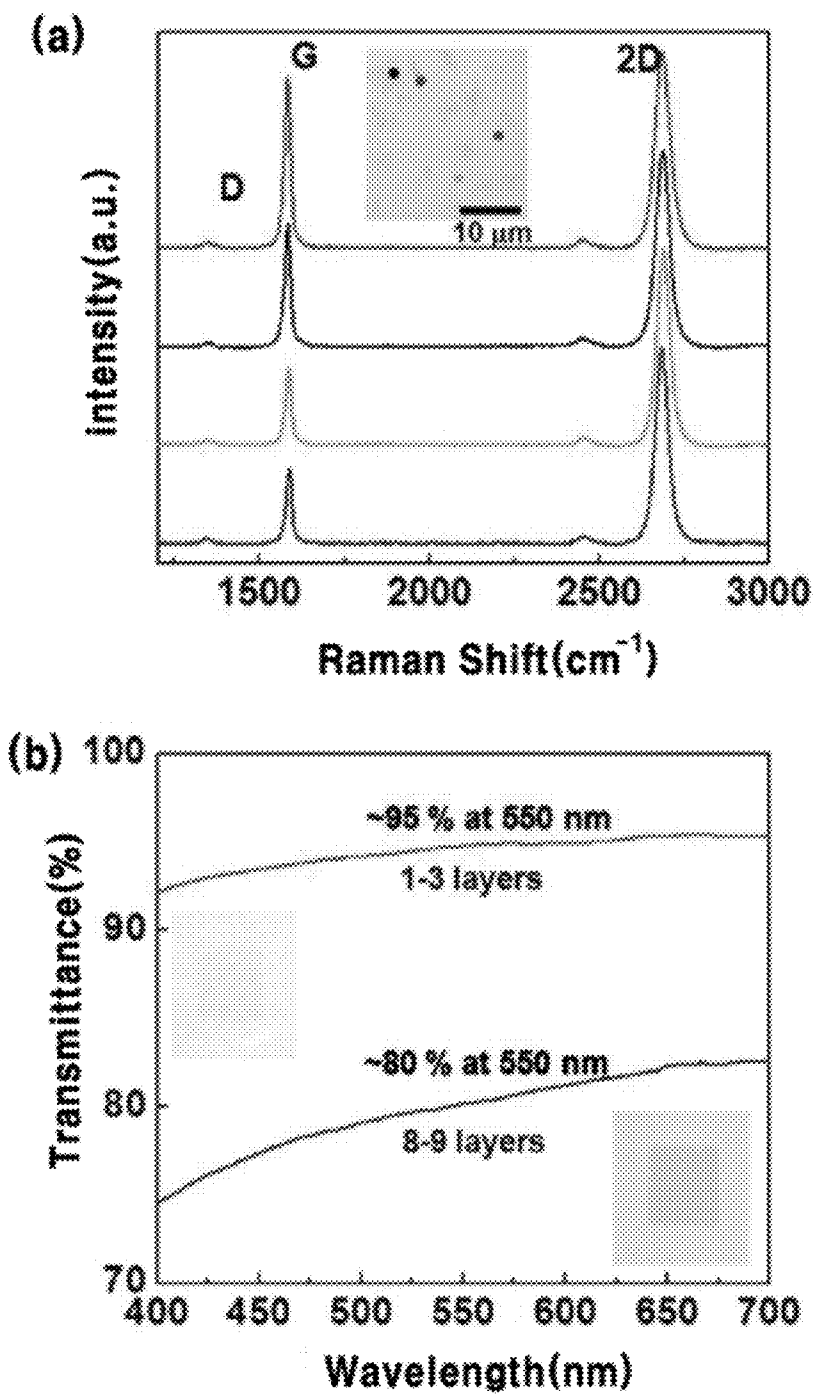 (a)
G
2D
D
10 μm
intensity(a.u.)
1500 2000 2500 3000
Raman Shift(cm⁻¹)
(b)
100
~95 % at 550 nm
1-3 layers
90
~80 % at 550 nm
80
8-9 layers
70
Transmittance(%)
400 450 500 550 600 650 700
Wavelength(nm)